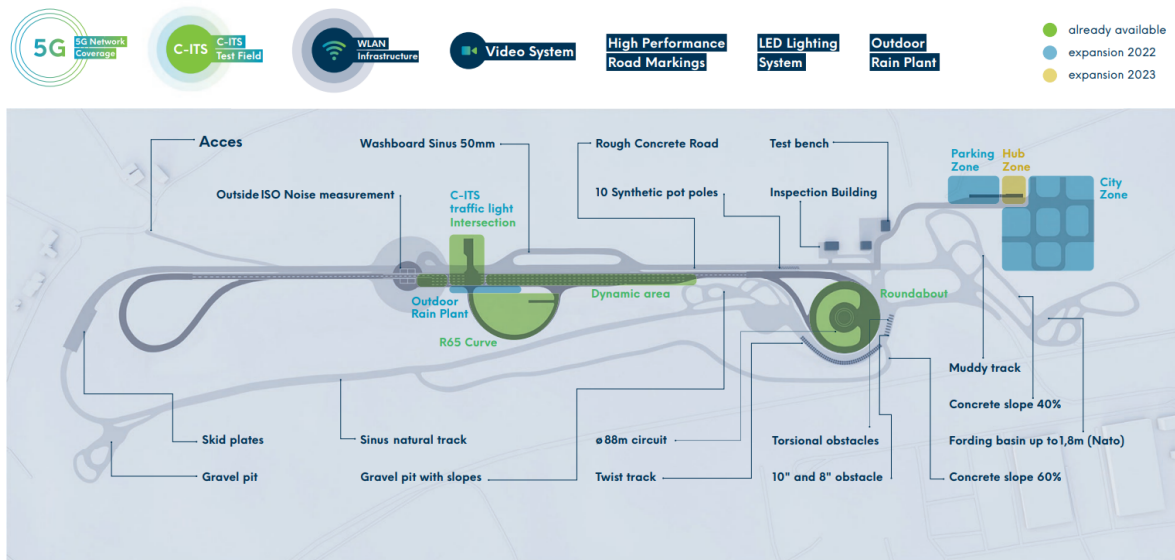 5G
5G Network
Coverage
C-ITS
C-ITS
Test Field
WLAN
Infrastructure
Video System
High Performance
Road Markings
LED Lighting
System
Outdoor
Rain Plant
already available
expansion 2022
expansion 2023
Acces
Washboard Sinus 50mm
Rough Concrete Road
Test bench
Parking
Zone
Hub
Zone
City
Zone
Outside ISO Noise measurement
C-ITS
traffic light
Intersection
10 Synthetic pot poles
Inspection Building
Outdoor
Rain Plant
Dynamic area
Roundabout
R65 Curve
Muddy track
Concrete slope 40%
Skid plates
Sinus natural track
ø88m circuit
Torsional obstacles
Fording basin up to 1,8m (Nato)
Gravel pit
Gravel pit with slopes
Twist track
10" and 8" obstacle
Concrete slope 60%